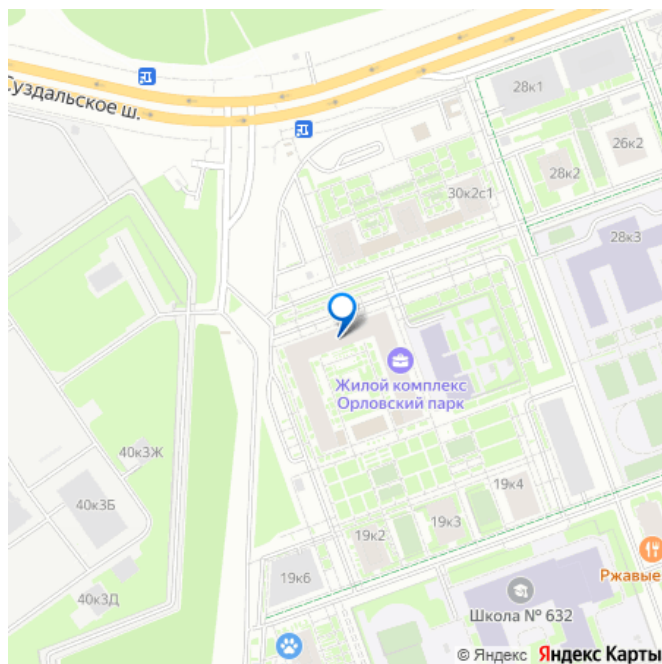 Суздальское ш.
28к1
26к2
28к2
30к2с1
28к3
Жилой комплекс
Орловский парк
40к3Ж
40к3Б
19к4
19к3
19к2
19к6
Ржавые
40к3Д
Школа № 632
© Яндекс Яндекс Карты